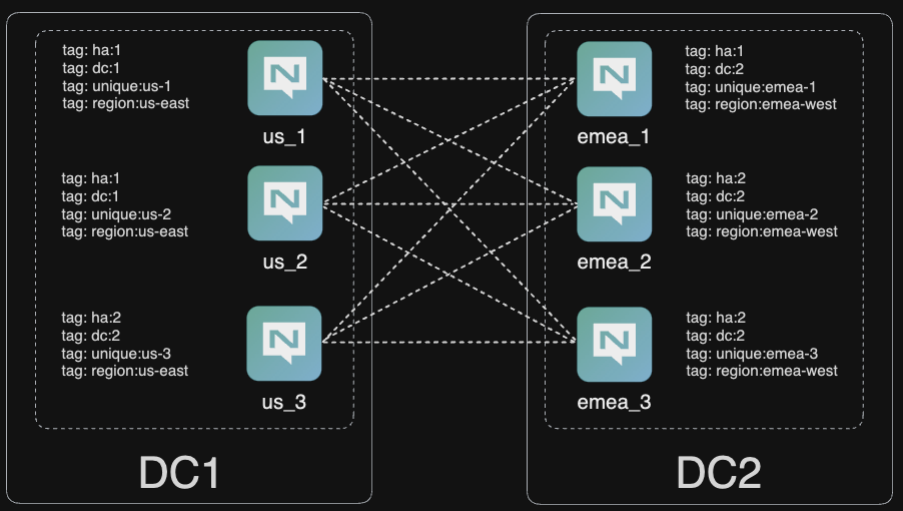 tag: ha:1
tag: dc:1
tag: unique:us-1
tag: region:us-east
N
us_1
tag: ha:1
tag: dc:1
tag: unique:us-2
tag: region:us-east
N
us_2
tag: ha:2
tag: dc:2
tag: unique:us-3
tag: region:us-east
N
us_3
DC1
N
emea_1
tag: ha:1
tag: dc:2
tag: unique:emea-1
tag: region:emea-west
N
emea_2
tag: ha:2
tag: dc:2
tag: unique:emea-2
tag: region:emea-west
N
emea_3
tag: ha:2
tag: dc:2
tag: unique:emea-3
tag: region:emea-west
DC2